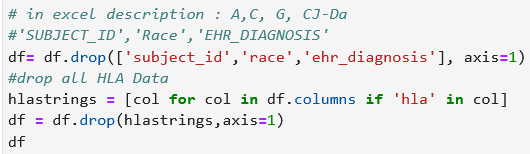 # in excel description : A,C, G, CJ-Da
#'SUBJECT_ID','Race','EHR_DIAGNOSIS'
df= df.drop(['subject_id','race','ehr_diagnosis'], axis=1)
#drop all HLA Data
hlastrings = [col for col in df.columns if 'hla' in col]
df = df.drop(hlastrings,axis=1)
df